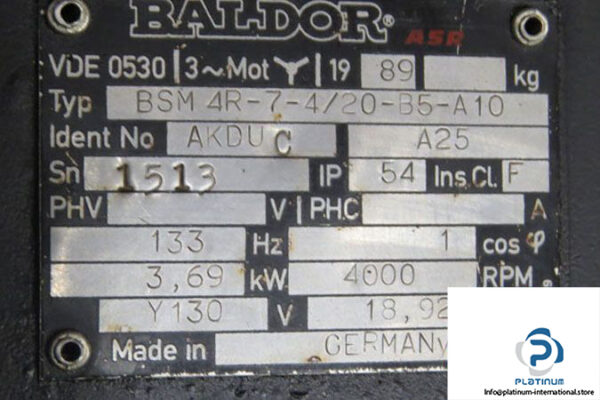 BALDOR® ASR
VDE 0530 3~Mot Y 19 89 kg
Typ BSM 4R-7-4/20-B5-A10
Ident No AKDU C A25
Sn 1513 IP 54 Ins.Cl. F
PHV V PH.C A
133 Hz 1 cos φ
3,69 kW 4000 RPM
Y130 V 18,92
Made in GERMANY
PLATINUM
Info@platinum-international.store